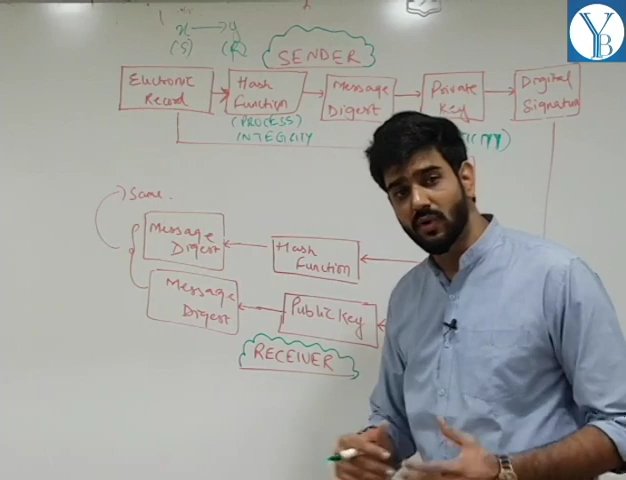 x → y
(S) (R)
SENDER
Electronic
Record
Hash
Function
Message
Digest
Private
Key
Digital
Signature
(PROCESS)
INTEGRITY
Same.
Message
Digest
Hash
Function
Message
Digest
Public Key
RECEIVER
YB